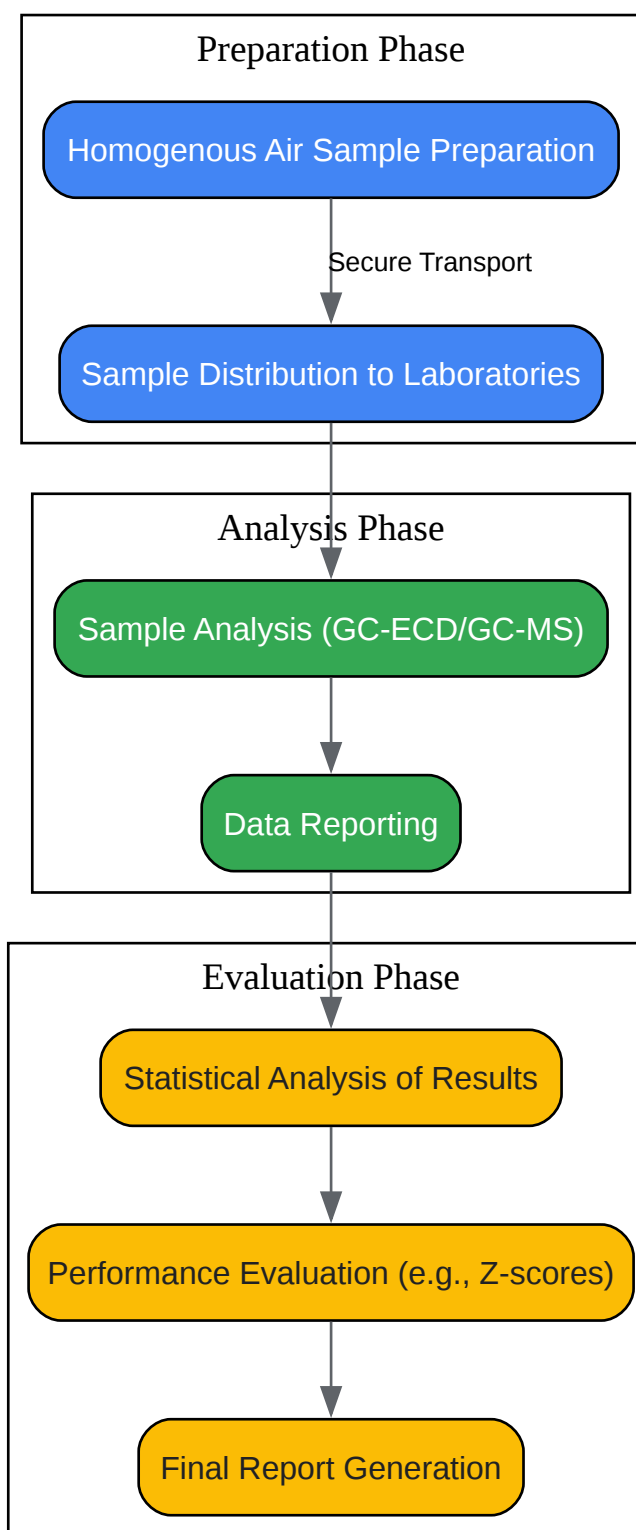 Preparation Phase
Homogenous Air Sample Preparation
Secure Transport
Sample Distribution to Laboratories
Analysis Phase
Sample Analysis (GC-ECD/GC-MS)
Data Reporting
Evaluation Phase
Statistical Analysis of Results
Performance Evaluation (e.g., Z-scores)
Final Report Generation